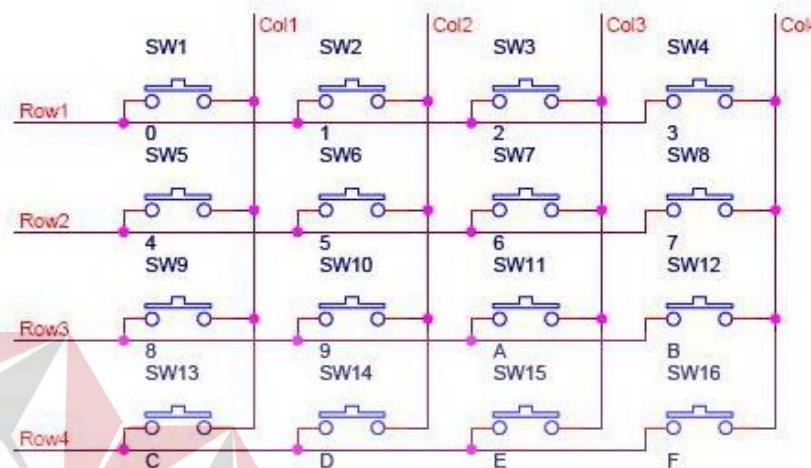 Col1 Col2 Col3 Col4
SW1 SW2 SW3 SW4
Row1
0 1 2 3
SW5 SW6 SW7 SW8
Row2
4 5 6 7
SW9 SW10 SW11 SW12
Row3
8 9 A B
SW13 SW14 SW15 SW16
Row4
C D E F